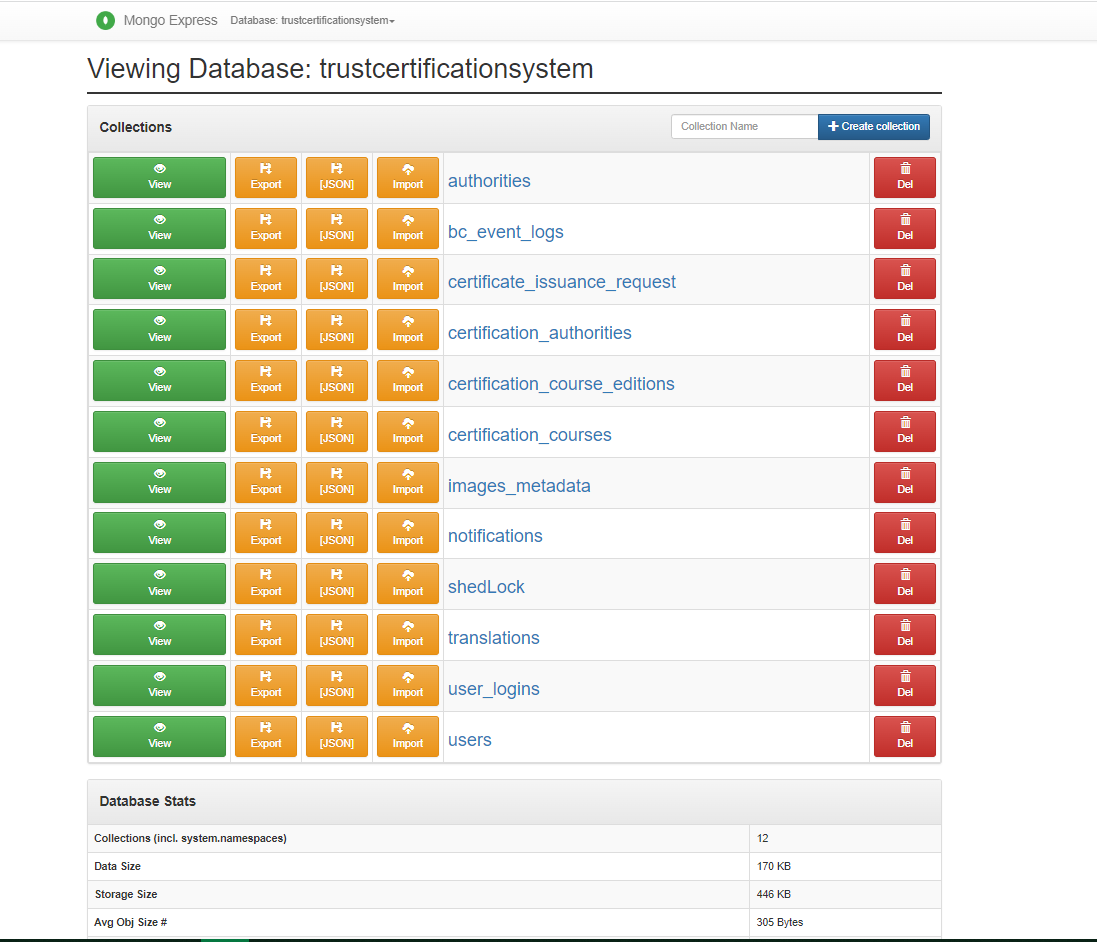 Mongo Express Database: trustcertificationsystem
Viewing Database: trustcertificationsystem
Collections Collection Name + Create collection
View Export [JSON] Import authorities Del
View Export [JSON] Import bc_event_logs Del
View Export [JSON] Import certificate_issuance_request Del
View Export [JSON] Import certification_authorities Del
View Export [JSON] Import certification_course_editions Del
View Export [JSON] Import certification_courses Del
View Export [JSON] Import images_metadata Del
View Export [JSON] Import notifications Del
View Export [JSON] Import shedLock Del
View Export [JSON] Import translations Del
View Export [JSON] Import user_logins Del
View Export [JSON] Import users Del
Database Stats
Collections (incl. system.namespaces) 12
Data Size 170 KB
Storage Size 446 KB
Avg Obj Size # 305 Bytes